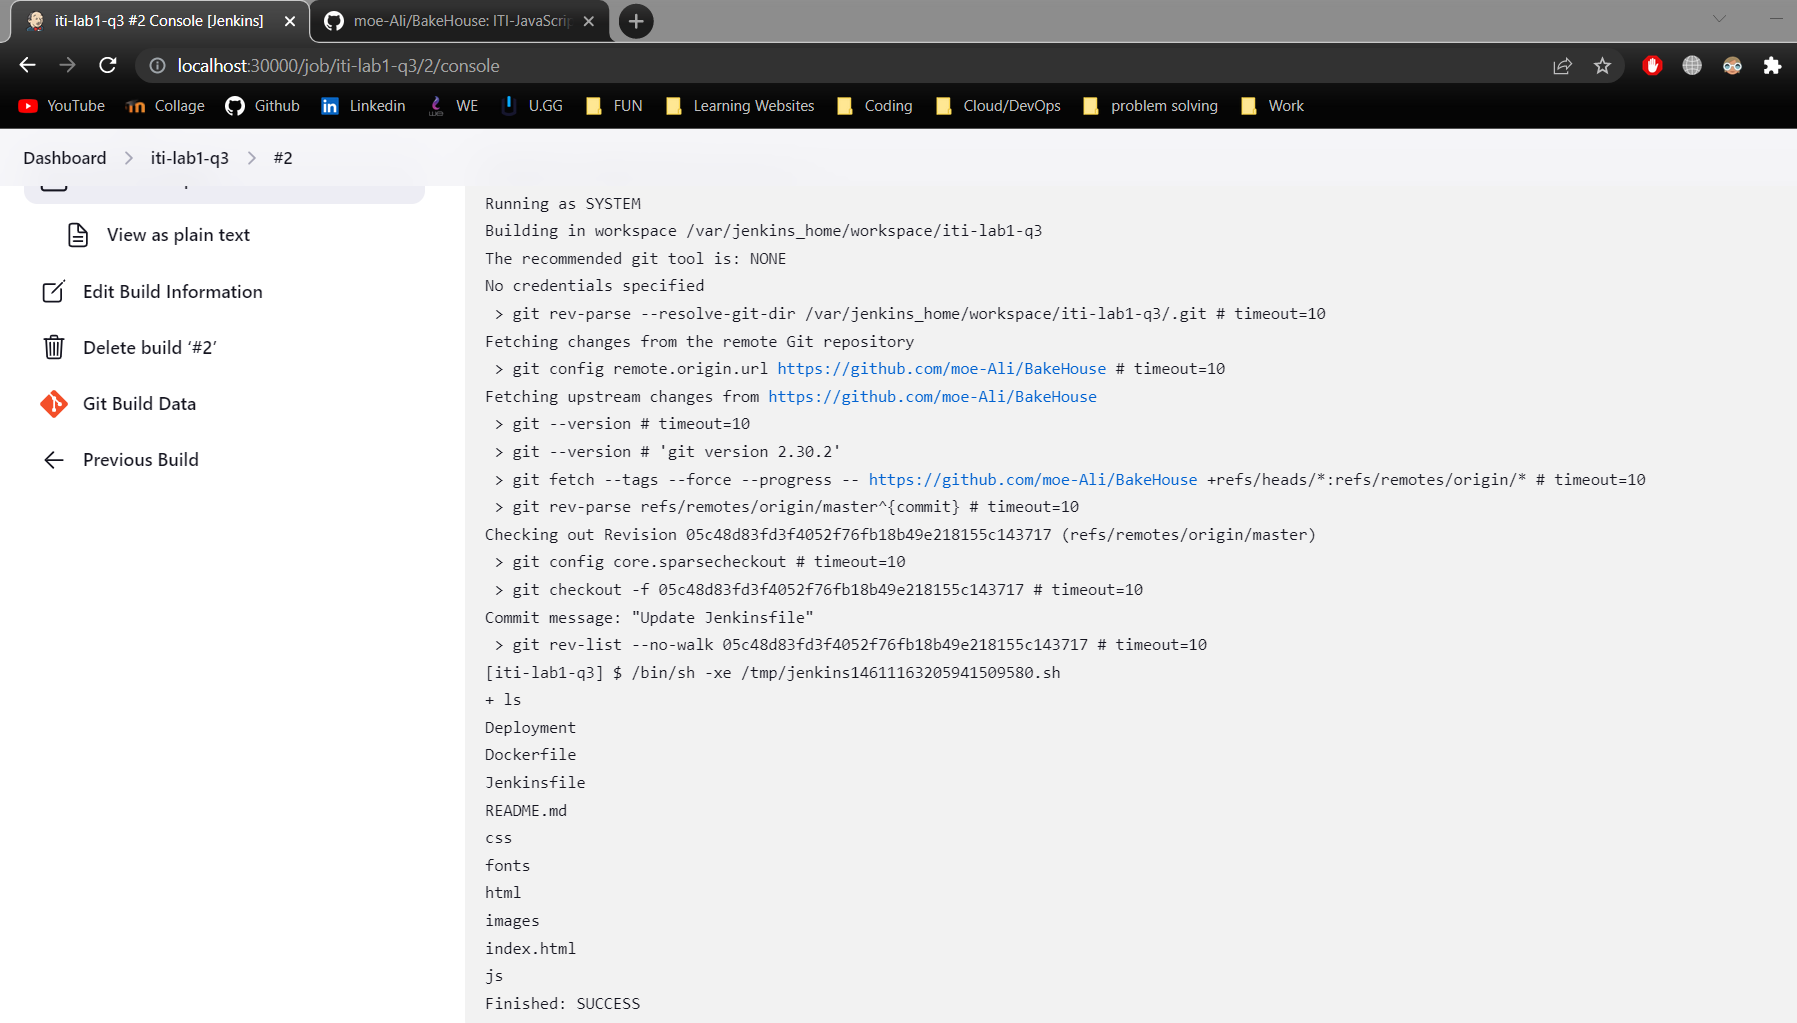 iti-lab1-q3 #2 Console [Jenkins]
moe-Ali/BakeHouse: ITI-JavaScrip
localhost:30000/job/iti-lab1-q3/2/console
YouTube Collage Github Linkedin WE U.GG FUN Learning Websites Coding Cloud/DevOps problem solving Work
Dashboard iti-lab1-q3 #2
View as plain text
Edit Build Information
Delete build ‘#2’
Git Build Data
Previous Build
Running as SYSTEM
Building in workspace /var/jenkins_home/workspace/iti-lab1-q3
The recommended git tool is: NONE
No credentials specified
> git rev-parse --resolve-git-dir /var/jenkins_home/workspace/iti-lab1-q3/.git # timeout=10
Fetching changes from the remote Git repository
> git config remote.origin.url https://github.com/moe-Ali/BakeHouse # timeout=10
Fetching upstream changes from https://github.com/moe-Ali/BakeHouse
> git --version # timeout=10
> git --version # 'git version 2.30.2'
> git fetch --tags --force --progress -- https://github.com/moe-Ali/BakeHouse +refs/heads/*:refs/remotes/origin/* # timeout=10
> git rev-parse refs/remotes/origin/master^{commit} # timeout=10
Checking out Revision 05c48d83fd3f4052f76fb18b49e218155c143717 (refs/remotes/origin/master)
> git config core.sparsecheckout # timeout=10
> git checkout -f 05c48d83fd3f4052f76fb18b49e218155c143717 # timeout=10
Commit message: "Update Jenkinsfile"
> git rev-list --no-walk 05c48d83fd3f4052f76fb18b49e218155c143717 # timeout=10
[iti-lab1-q3] $ /bin/sh -xe /tmp/jenkins14611163205941509580.sh
+ ls
Deployment
Dockerfile
Jenkinsfile
README.md
css
fonts
html
images
index.html
js
Finished: SUCCESS